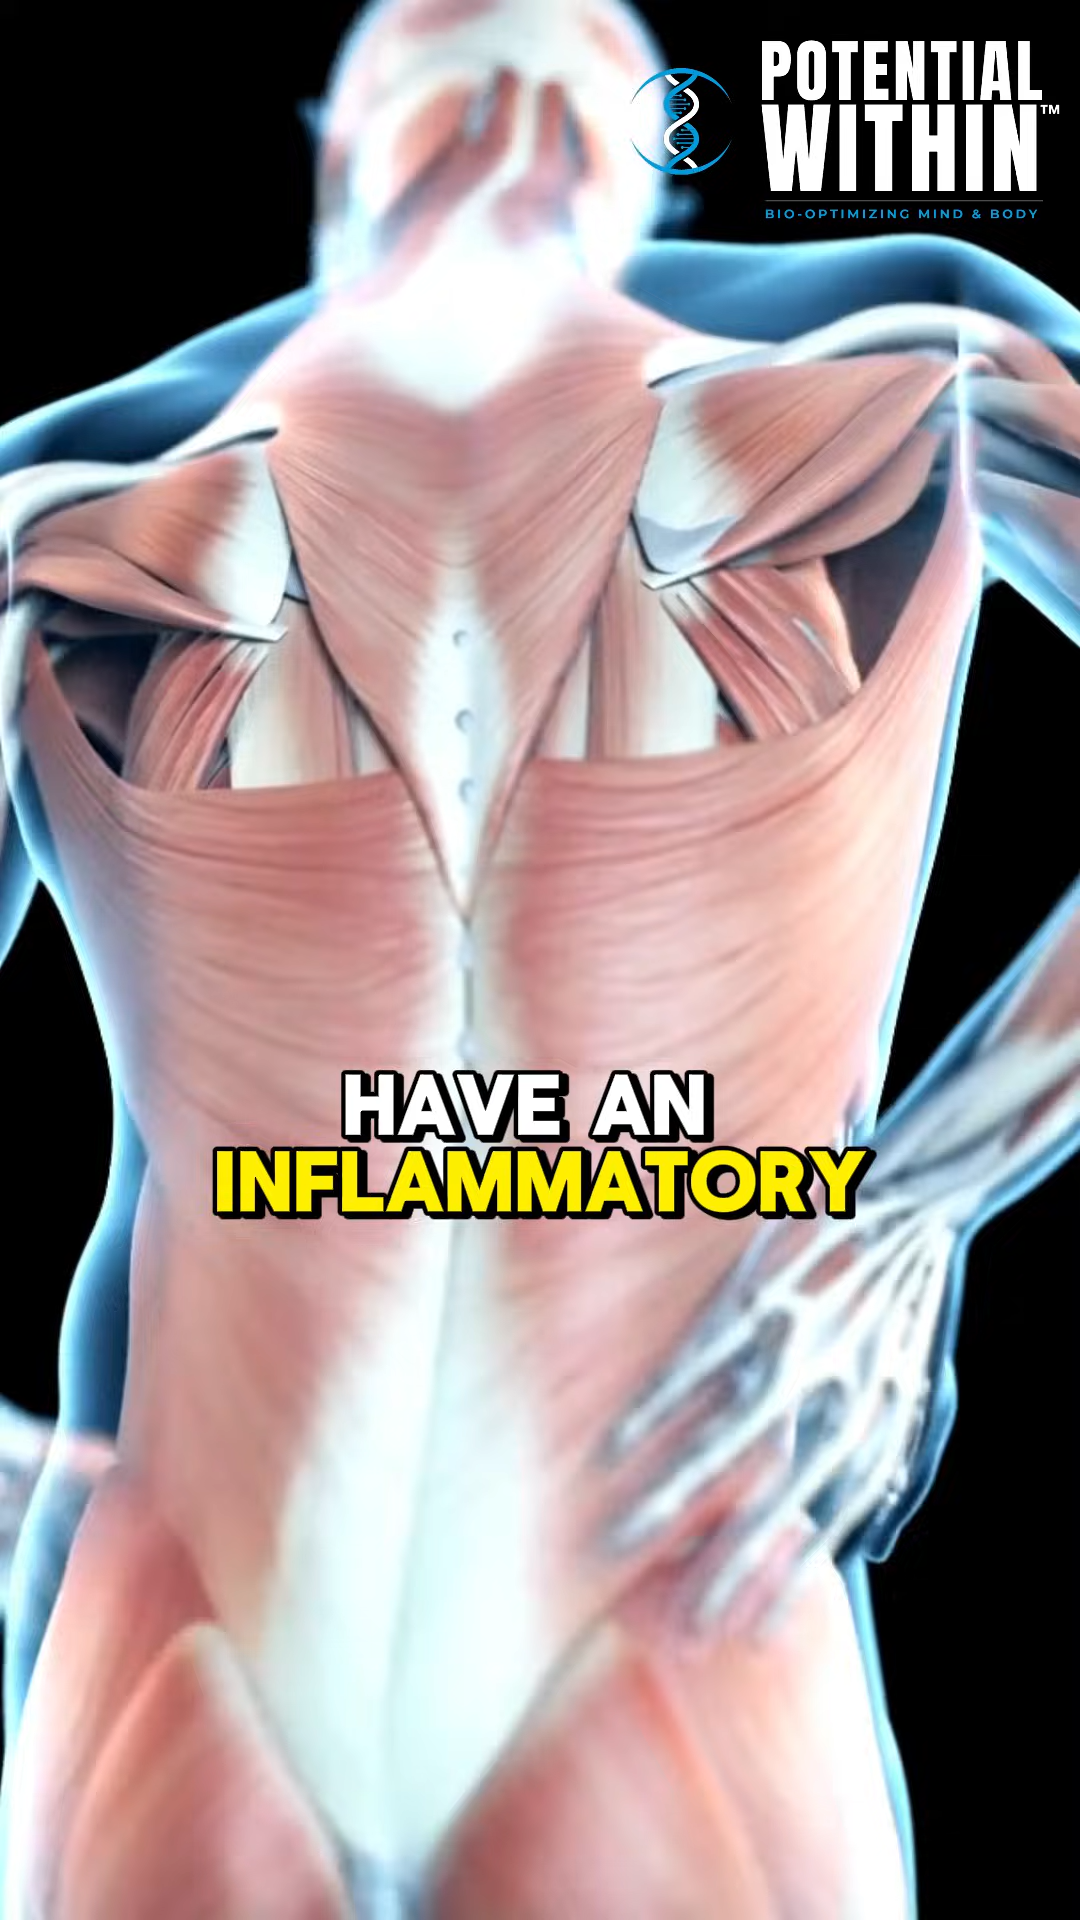 POTENTIAL
WITHIN™
BIO-OPTIMIZING MIND & BODY
HAVE AN
INFLAMMATORY